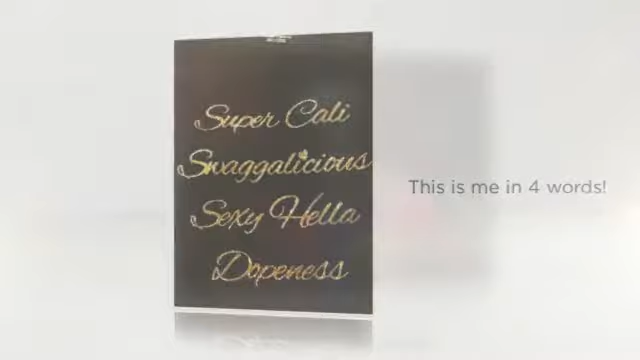 Super Cali
Swaggalicious
Sexy Hella
Dopeness
This is me in 4 words!